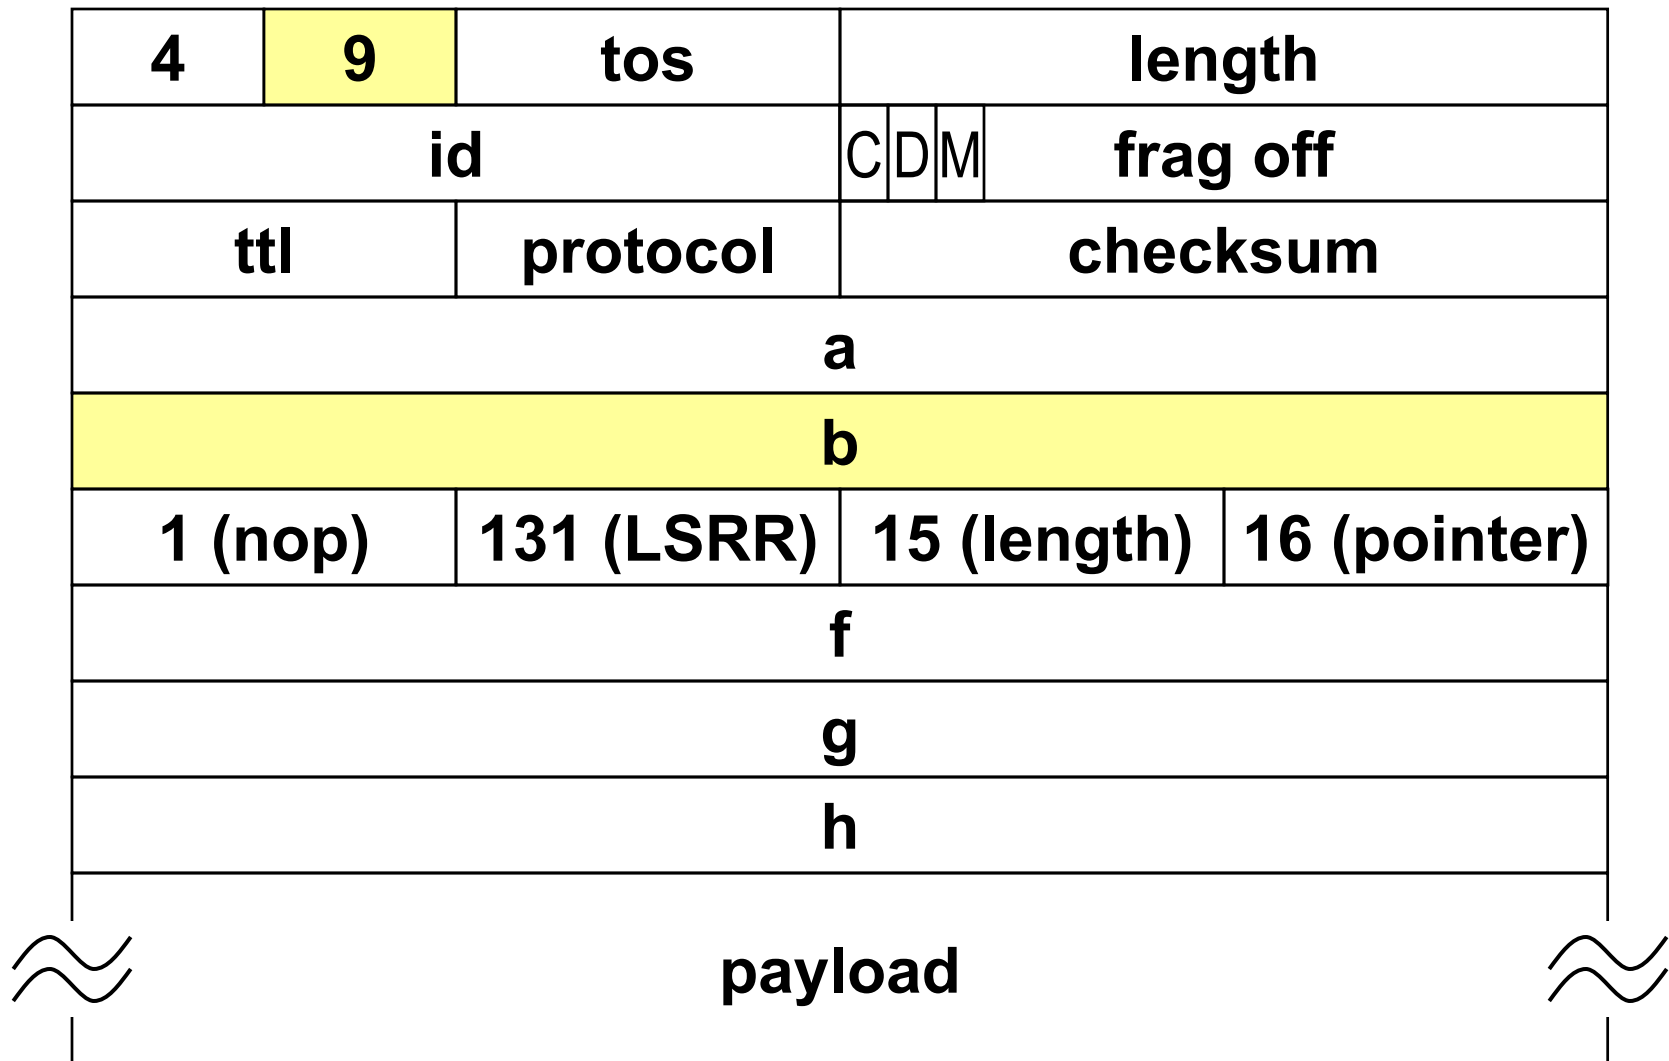 4 9 tos length
id C D M frag off
ttl protocol checksum
a
b
1 (nop) 131 (LSRR) 15 (length) 16 (pointer)
f
g
h
payload